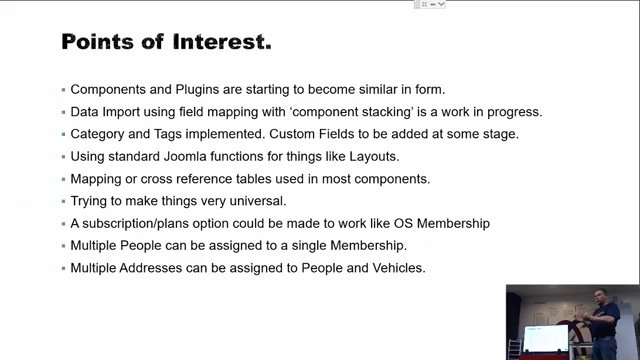 Points of Interest.
Components and Plugins are starting to become similar in form.
Data Import using field mapping with ‘component stacking’ is a work in progress.
Category and Tags implemented. Custom Fields to be added at some stage.
Using standard Joomla functions for things like Layouts.
Mapping or cross reference tables used in most components.
Trying to make things very universal.
A subscription/plans option could be made to work like OS Membership
Multiple People can be assigned to a single Membership.
Multiple Addresses can be assigned to People and Vehicles.